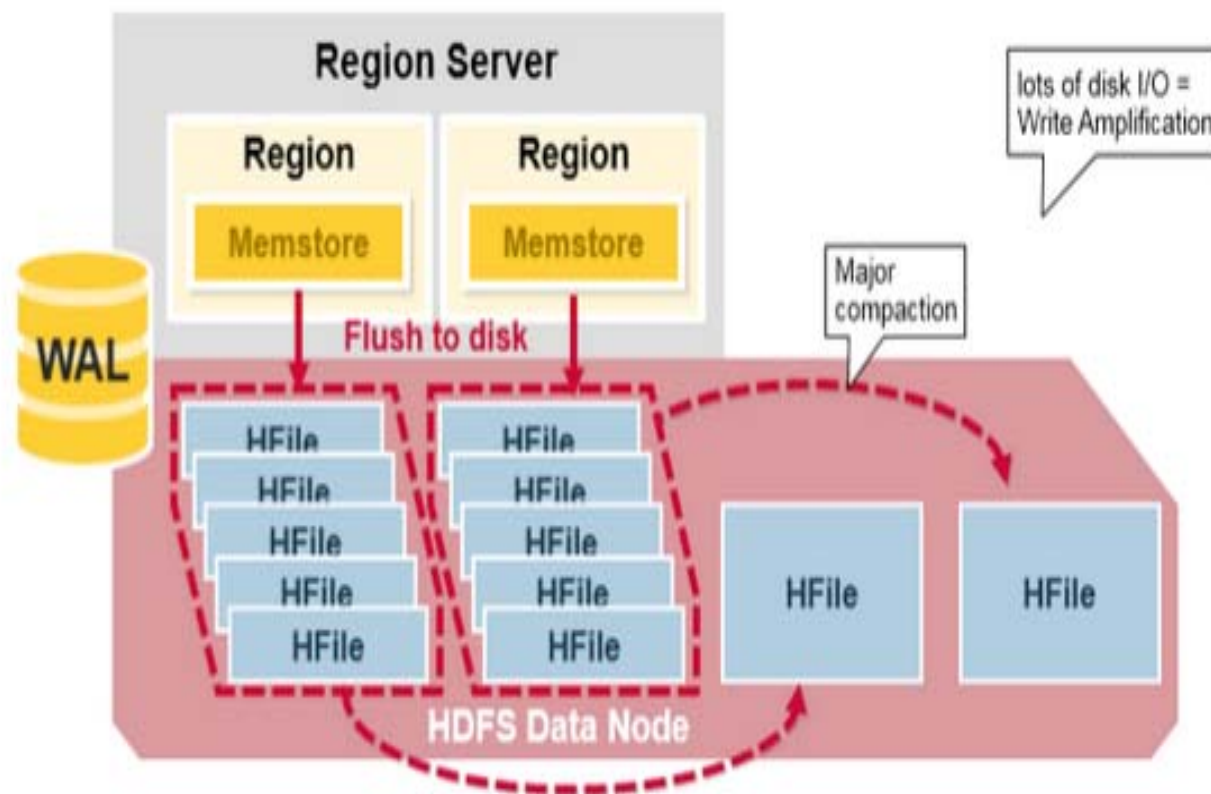 Region Server
lots of disk I/O =
Write Amplification
Region
Region
Memstore
Memstore
Major
compaction
WAL
Flush to disk
HFile
HFile
HFile
HFile
HFile
HFile
HFile
HFile
HFile
HFile
HFile
HFile
HDFS Data Node